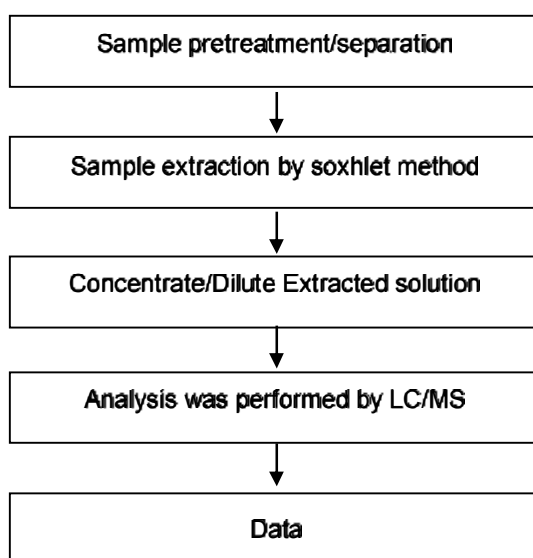 Sample pretreatment/separation
Sample extraction by soxhlet method
Concentrate/Dilute Extracted solution
Analysis was performed by LC/MS
Data